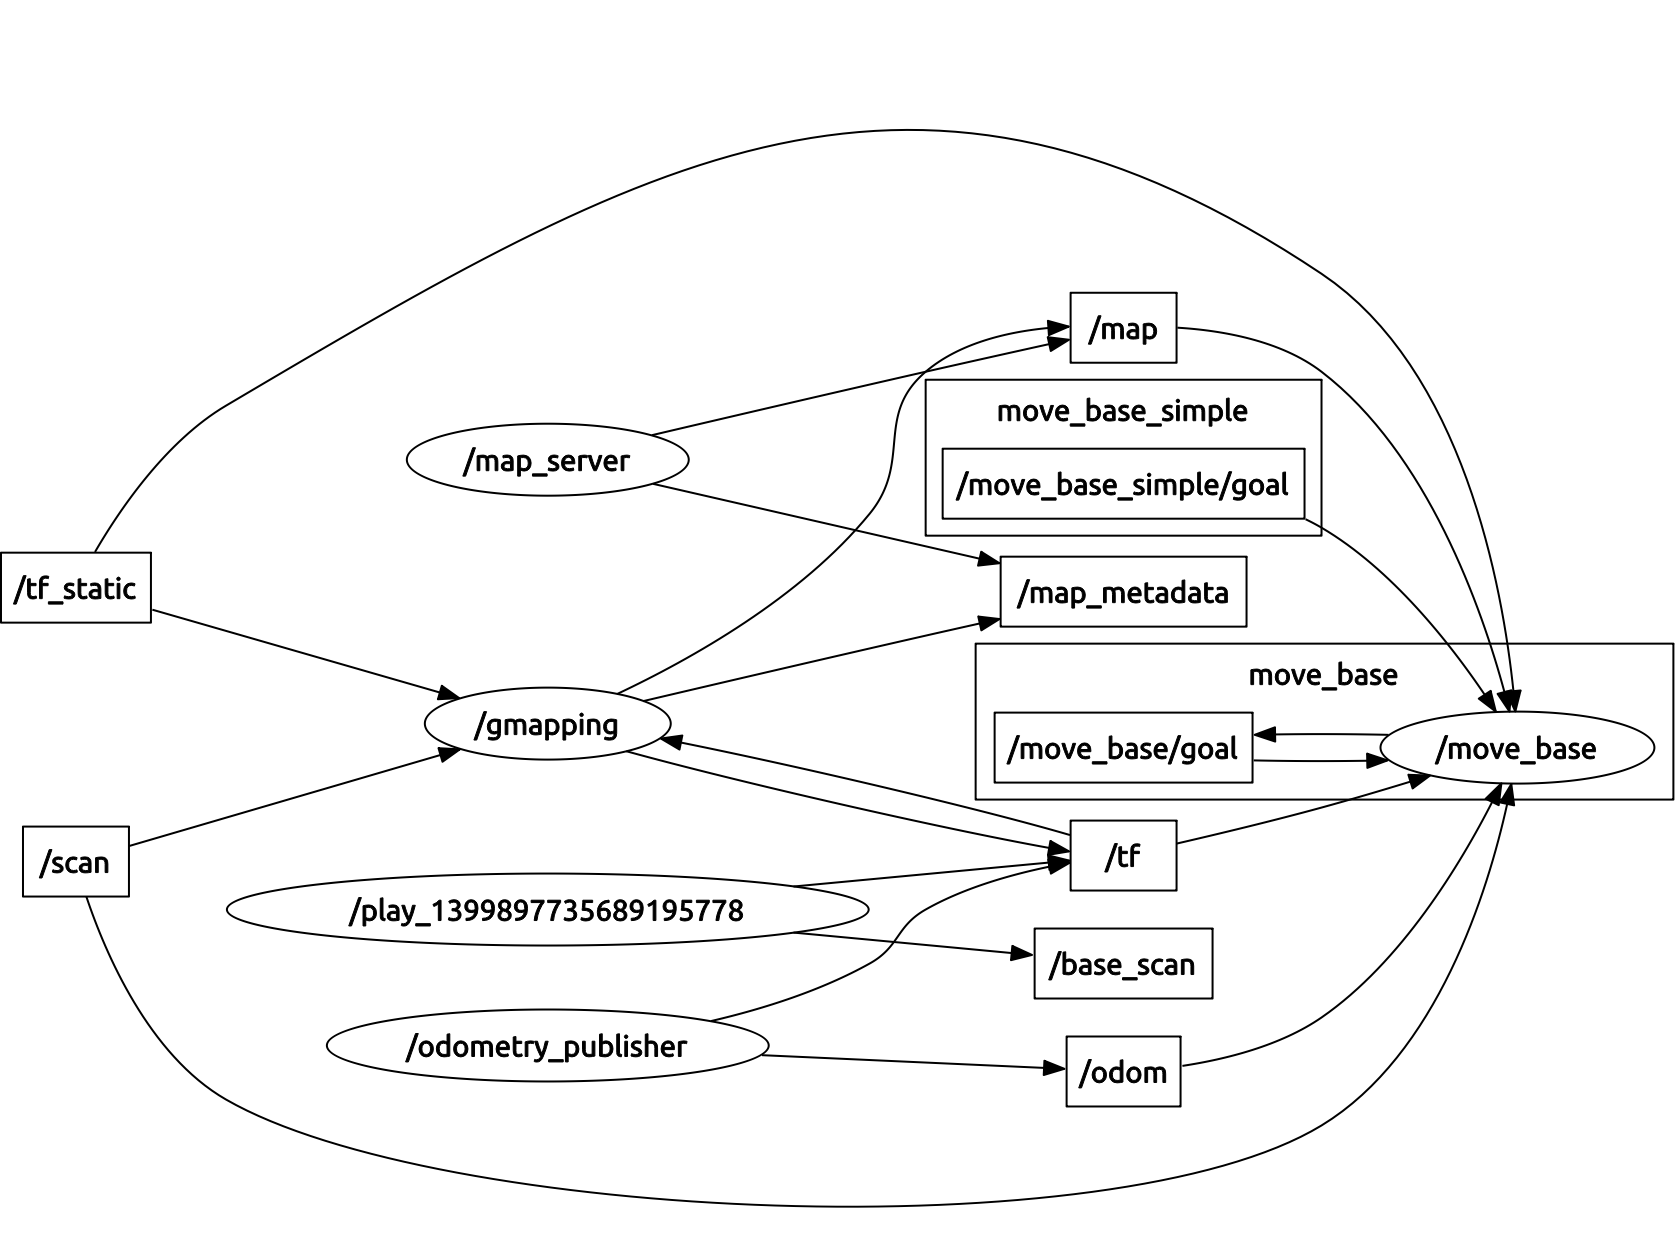 /map
move_base_simple
/map_server
/move_base_simple/goal
/tf_static
/map_metadata
move_base
/gmapping
/move_base/goal
/move_base
/scan
/tf
/play_1399897735689195778
/base_scan
/odometry_publisher
/odom